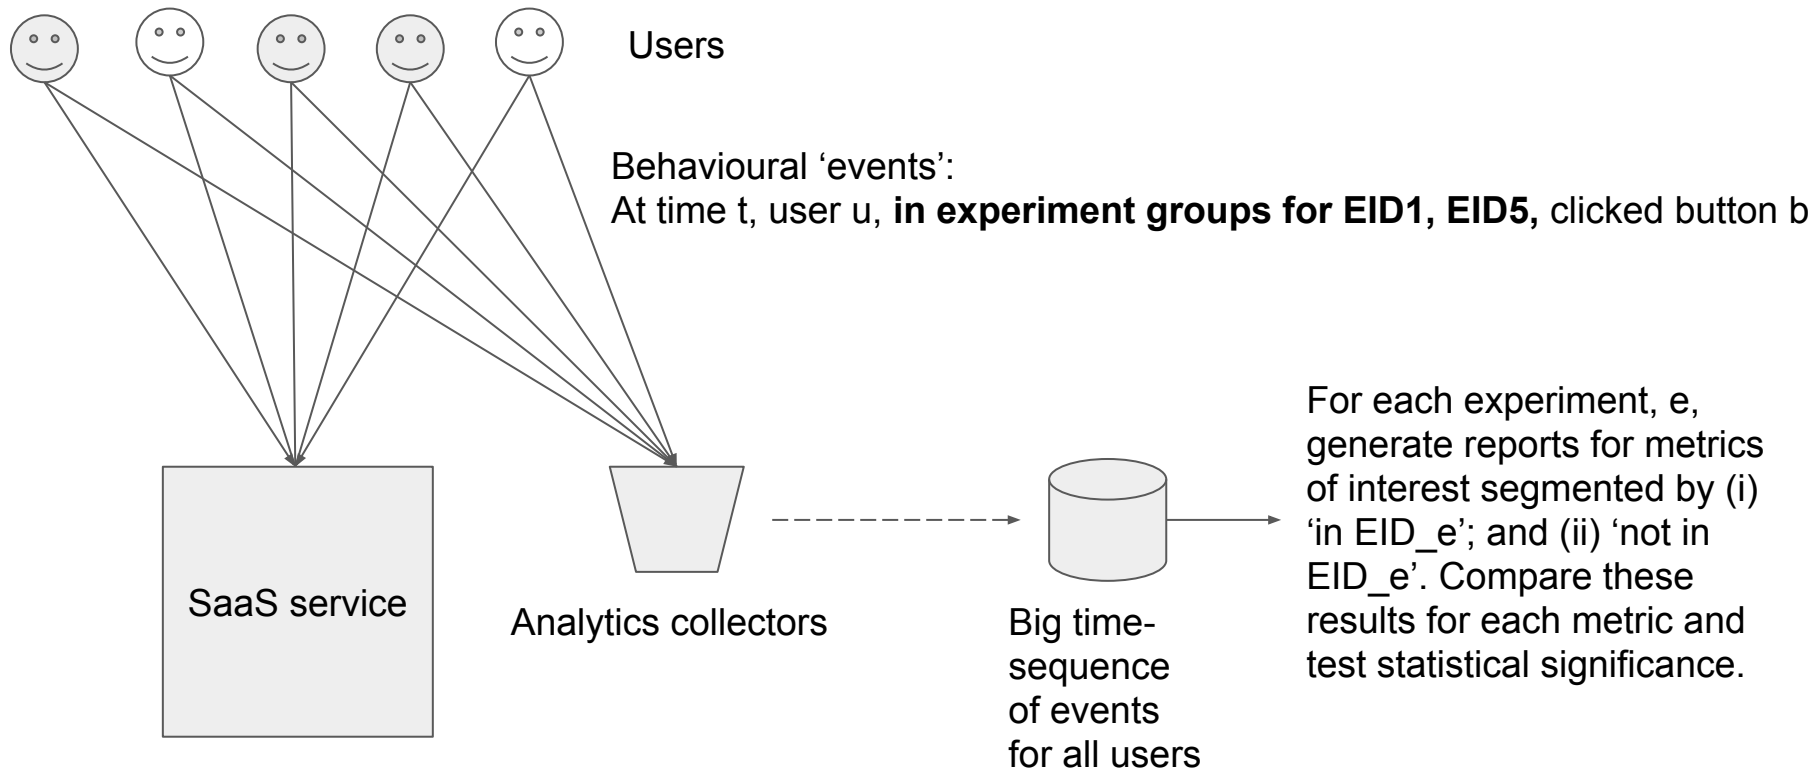 Users
Behavioural ‘events’:
At time t, user u, in experiment groups for EID1, EID5, clicked button b
For each experiment, e,
generate reports for metrics
of interest segmented by (i)
‘in EID_e’; and (ii) ‘not in
EID_e’. Compare these
results for each metric and
test statistical significance.
SaaS service
Analytics collectors
Big time-
sequence
of events
for all users